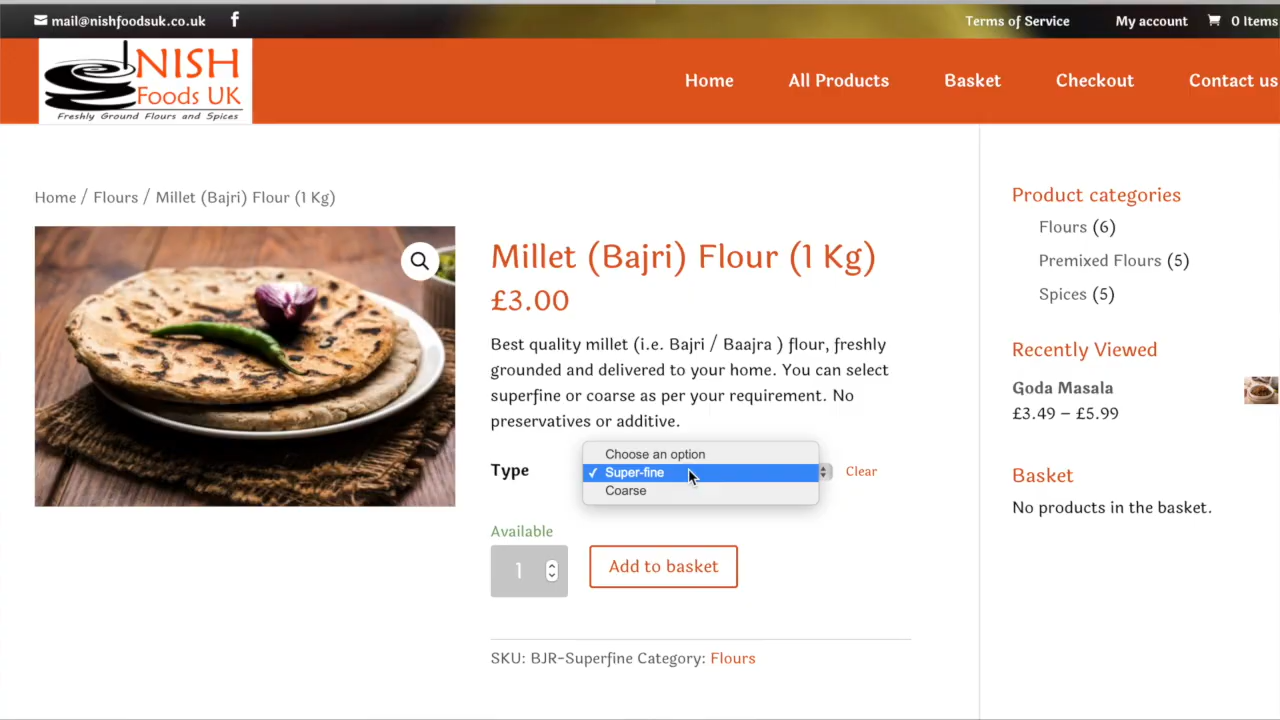 mail@nishfoodsuk.co.uk
Terms of Service
My account
0 Items
NISH
Foods UK
Freshly Ground Flours and Spices
Home
All Products
Basket
Checkout
Contact us
Home / Flours / Millet (Bajri) Flour (1 Kg)
Millet (Bajri) Flour (1 Kg)
£3.00
Best quality millet (i.e. Bajri / Baajra ) flour, freshly
grounded and delivered to your home. You can select
superfine or coarse as per your requirement. No
preservatives or additive.
Type
Choose an option
✓ Super-fine
Coarse
Clear
Available
1
Add to basket
SKU: BJR-Superfine Category: Flours
Product categories
Flours (6)
Premixed Flours (5)
Spices (5)
Recently Viewed
Goda Masala
£3.49 – £5.99
Basket
No products in the basket.